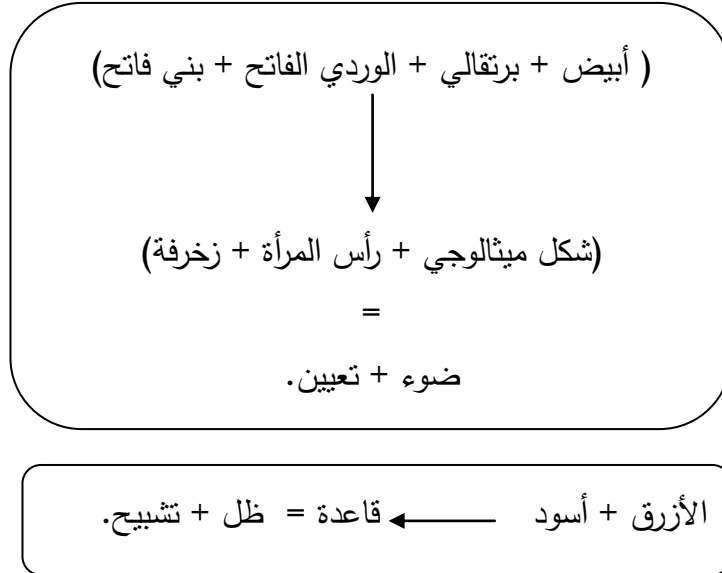 ( أبيض + برتقالي + الوردي الفاتح + بني فاتح)
(شكل ميثالوجي + رأس المرأة + زخرفة)
=
ضوء + تعيين.
الأزرق + أسود ← قاعدة = ظل + تشبيح.